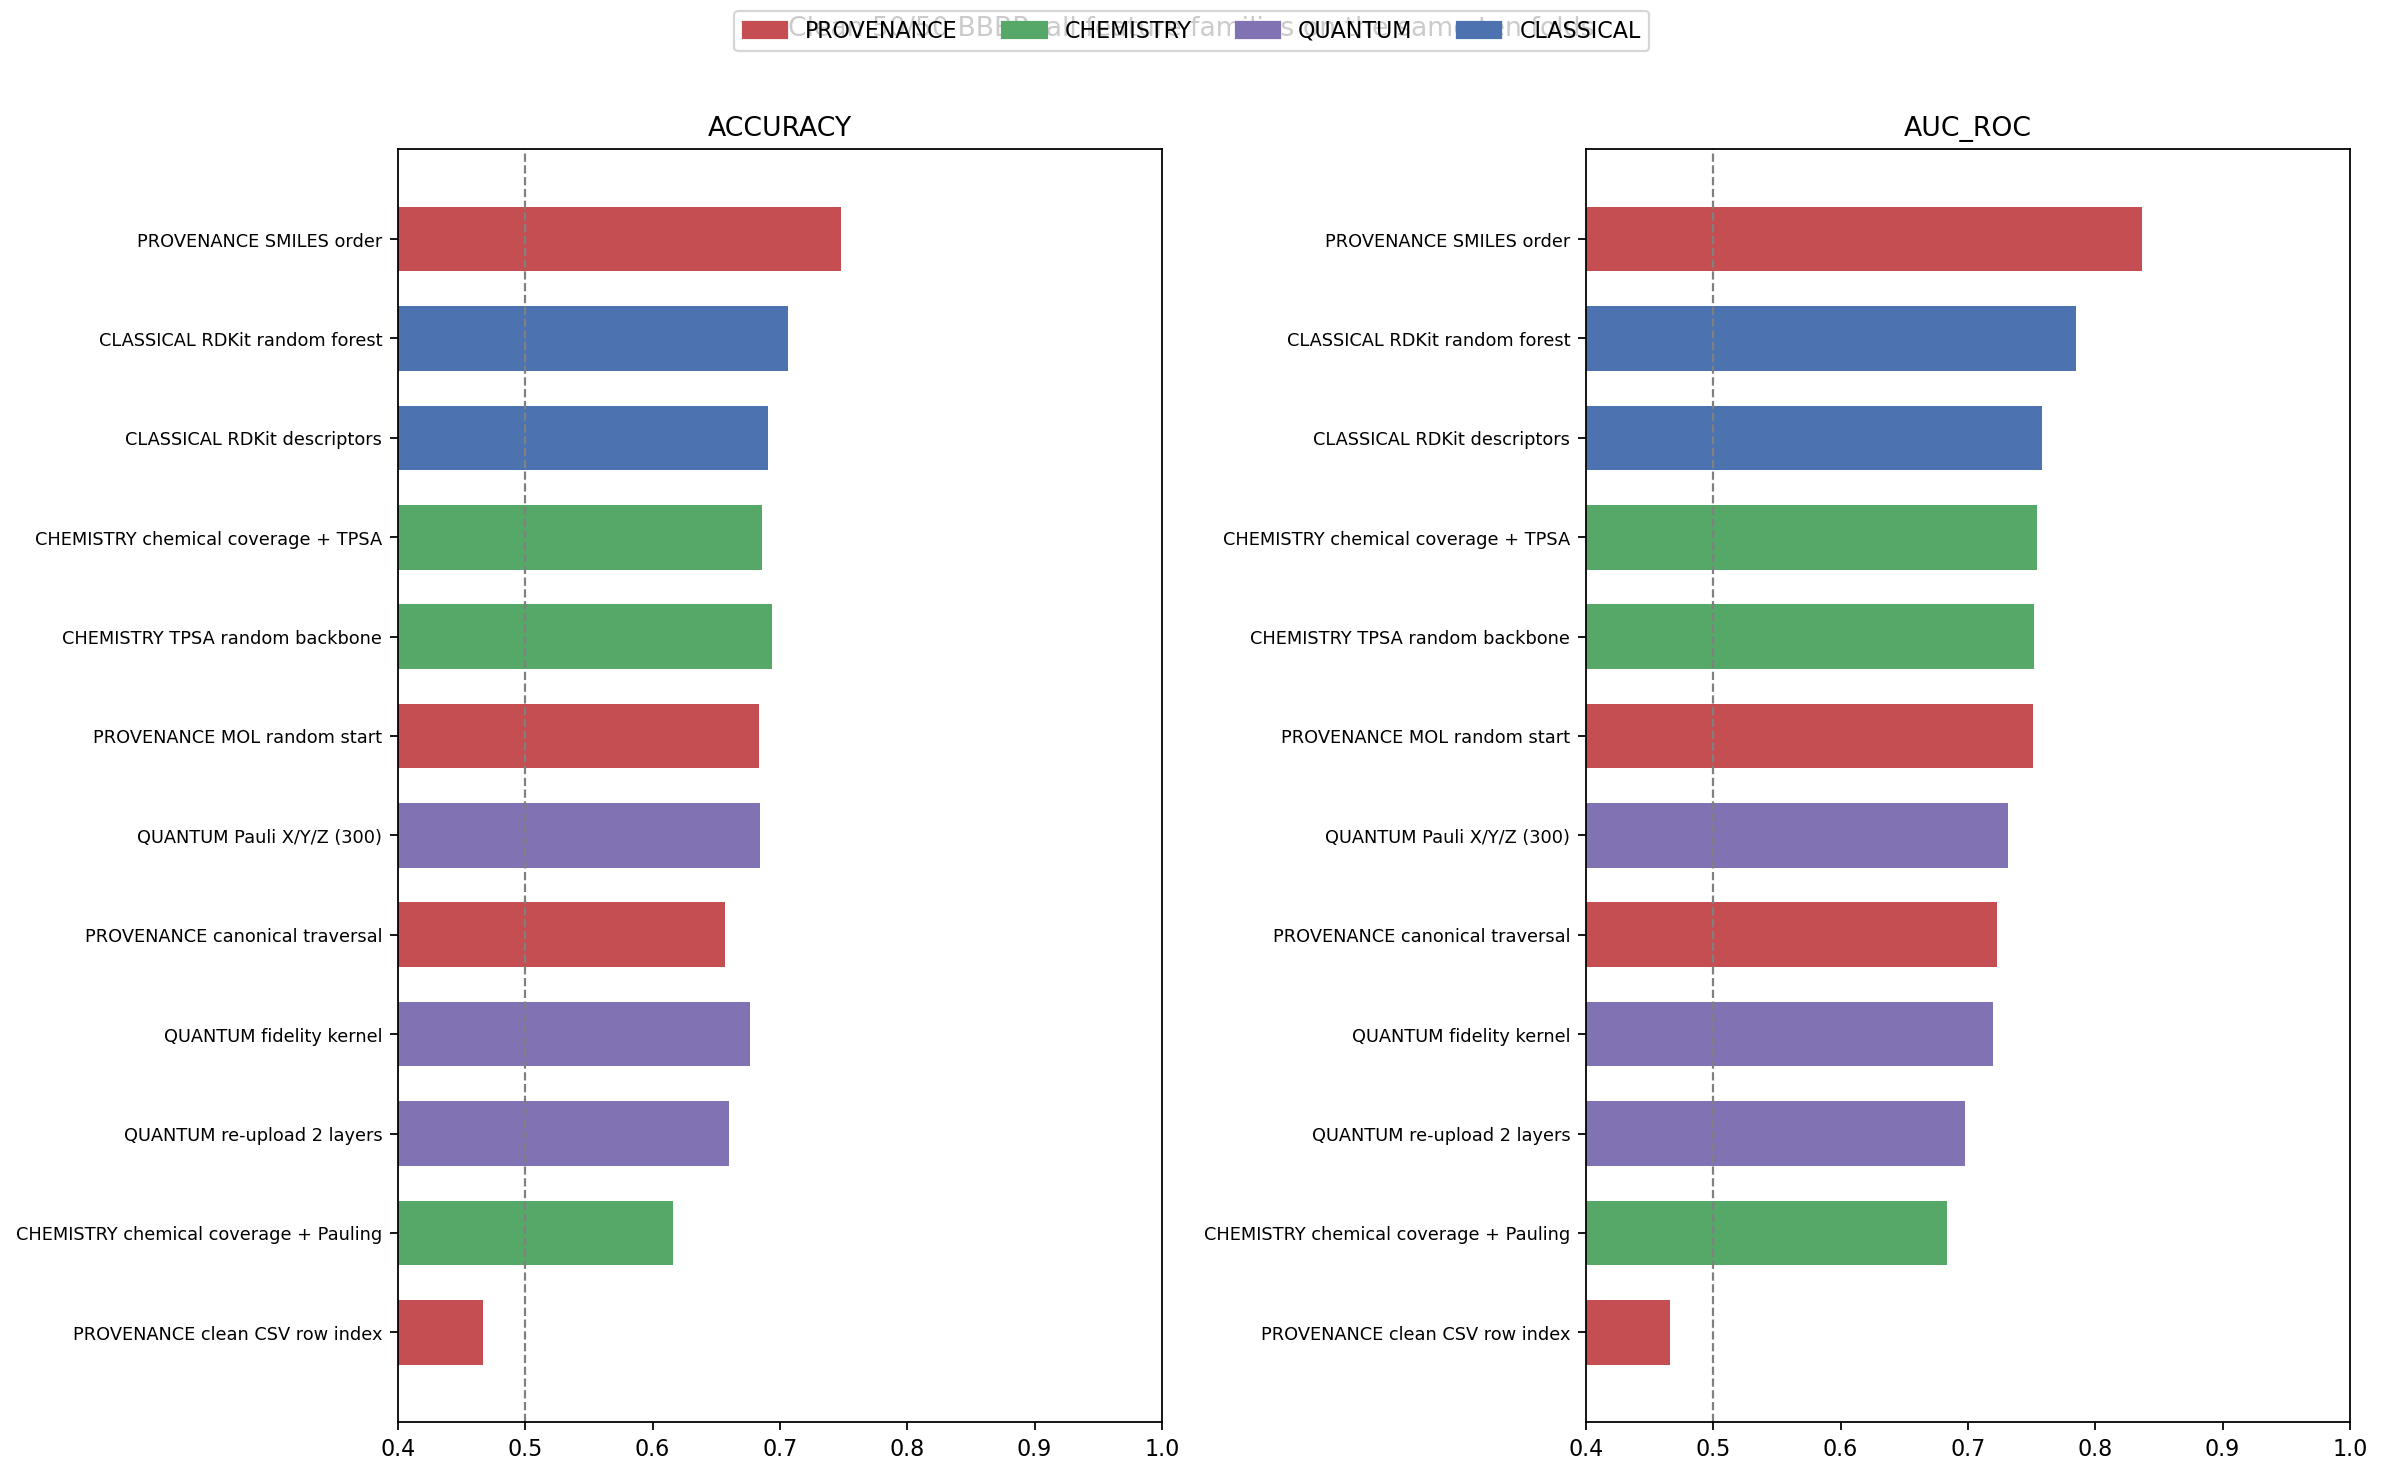 PROVENANCE CHEMISTRY QUANTUM CLASSICAL
ACCURACY
PROVENANCE SMILES order
CLASSICAL RDKit random forest
CLASSICAL RDKit descriptors
CHEMISTRY chemical coverage + TPSA
CHEMISTRY TPSA random backbone
PROVENANCE MOL random start
QUANTUM Pauli X/Y/Z (300)
PROVENANCE canonical traversal
QUANTUM fidelity kernel
QUANTUM re-upload 2 layers
CHEMISTRY chemical coverage + Pauling
PROVENANCE clean CSV row index
0.4 0.5 0.6 0.7 0.8 0.9 1.0
AUC_ROC
PROVENANCE SMILES order
CLASSICAL RDKit random forest
CLASSICAL RDKit descriptors
CHEMISTRY chemical coverage + TPSA
CHEMISTRY TPSA random backbone
PROVENANCE MOL random start
QUANTUM Pauli X/Y/Z (300)
PROVENANCE canonical traversal
QUANTUM fidelity kernel
QUANTUM re-upload 2 layers
CHEMISTRY chemical coverage + Pauling
PROVENANCE clean CSV row index
0.4 0.5 0.6 0.7 0.8 0.9 1.0